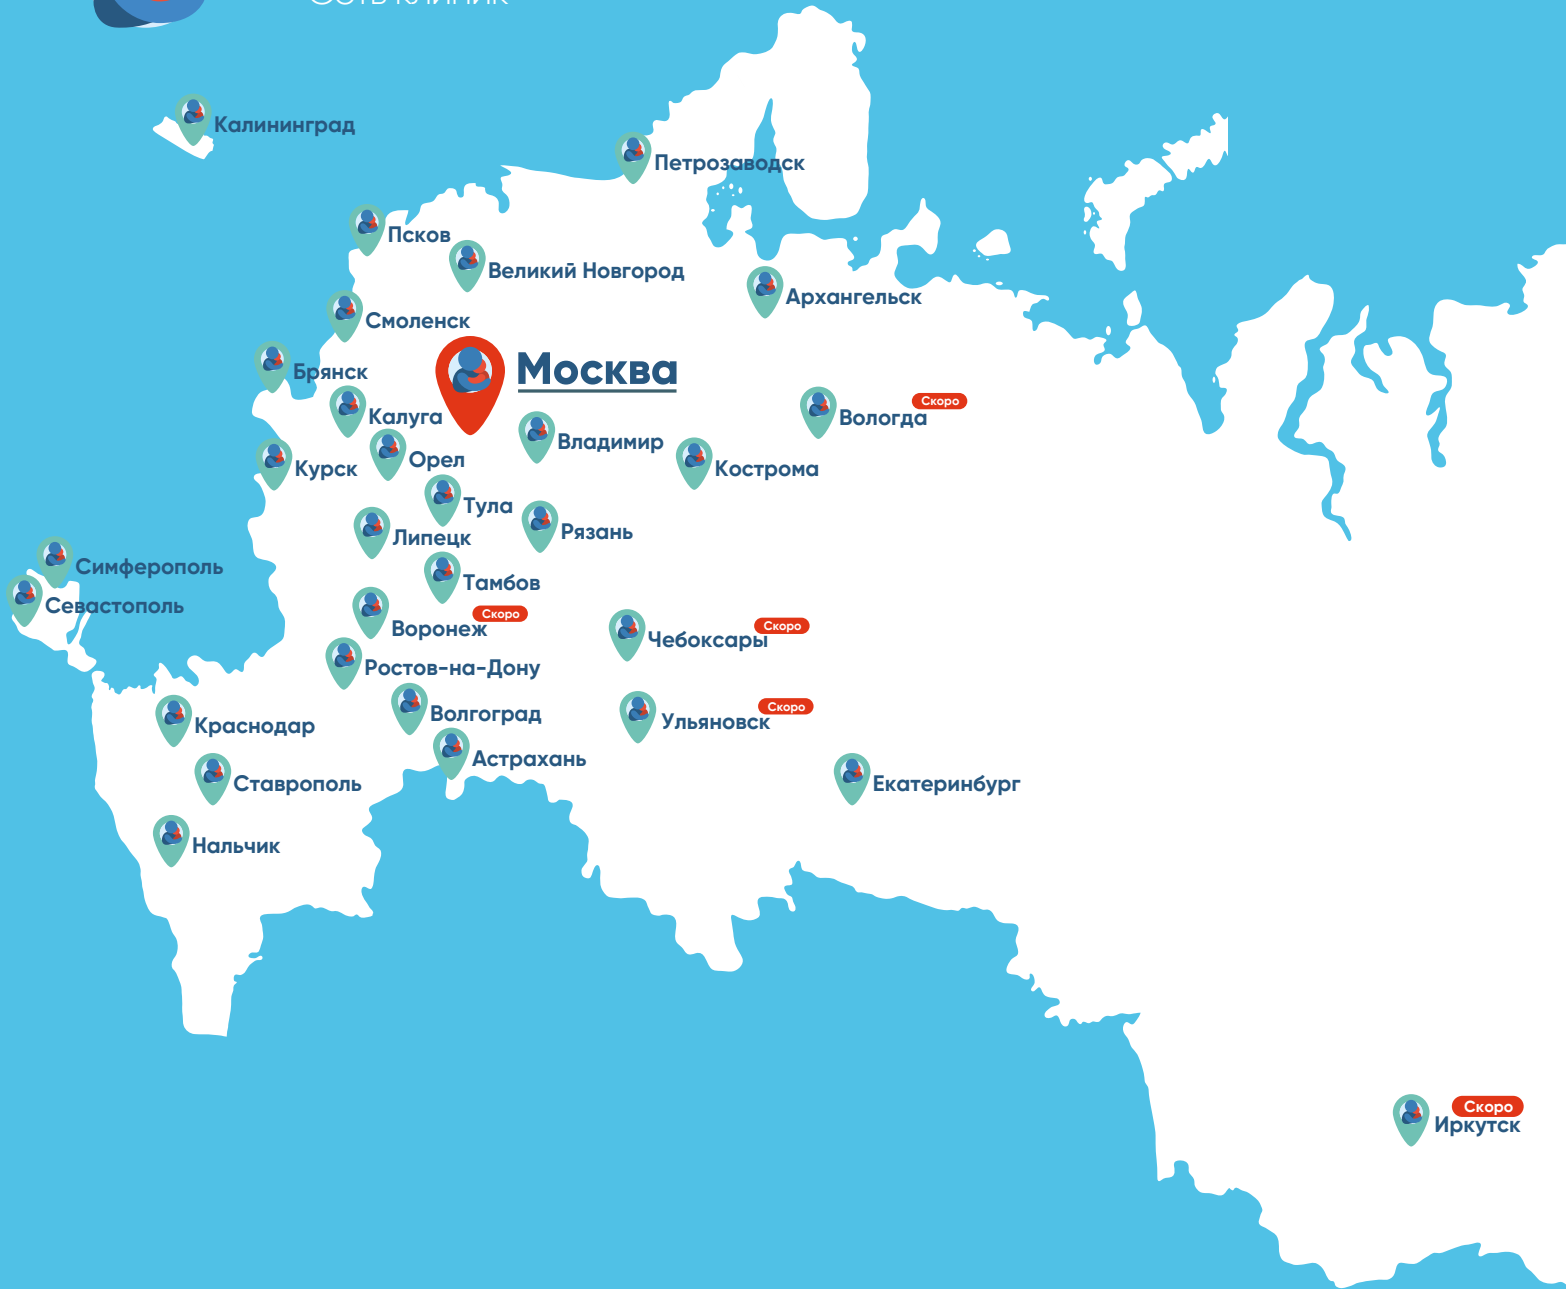 Калининград
Петрозаводск
Псков
Великий Новгород
Архангельск
Смоленск
Москва
Брянск
Скоро
Калуга
Вологда
Владимир
Орел
Курск
Кострома
Тула
Рязань
Липецк
Симферополь
Тамбов
Севастополь
Скоро
Воронеж
Скоро
Чебоксары
Ростов-на-Дону
Скоро
Волгоград
Ульяновск
Краснодар
Астрахань
Ставрополь
Екатеринбург
Нальчик
Скоро
Иркутск